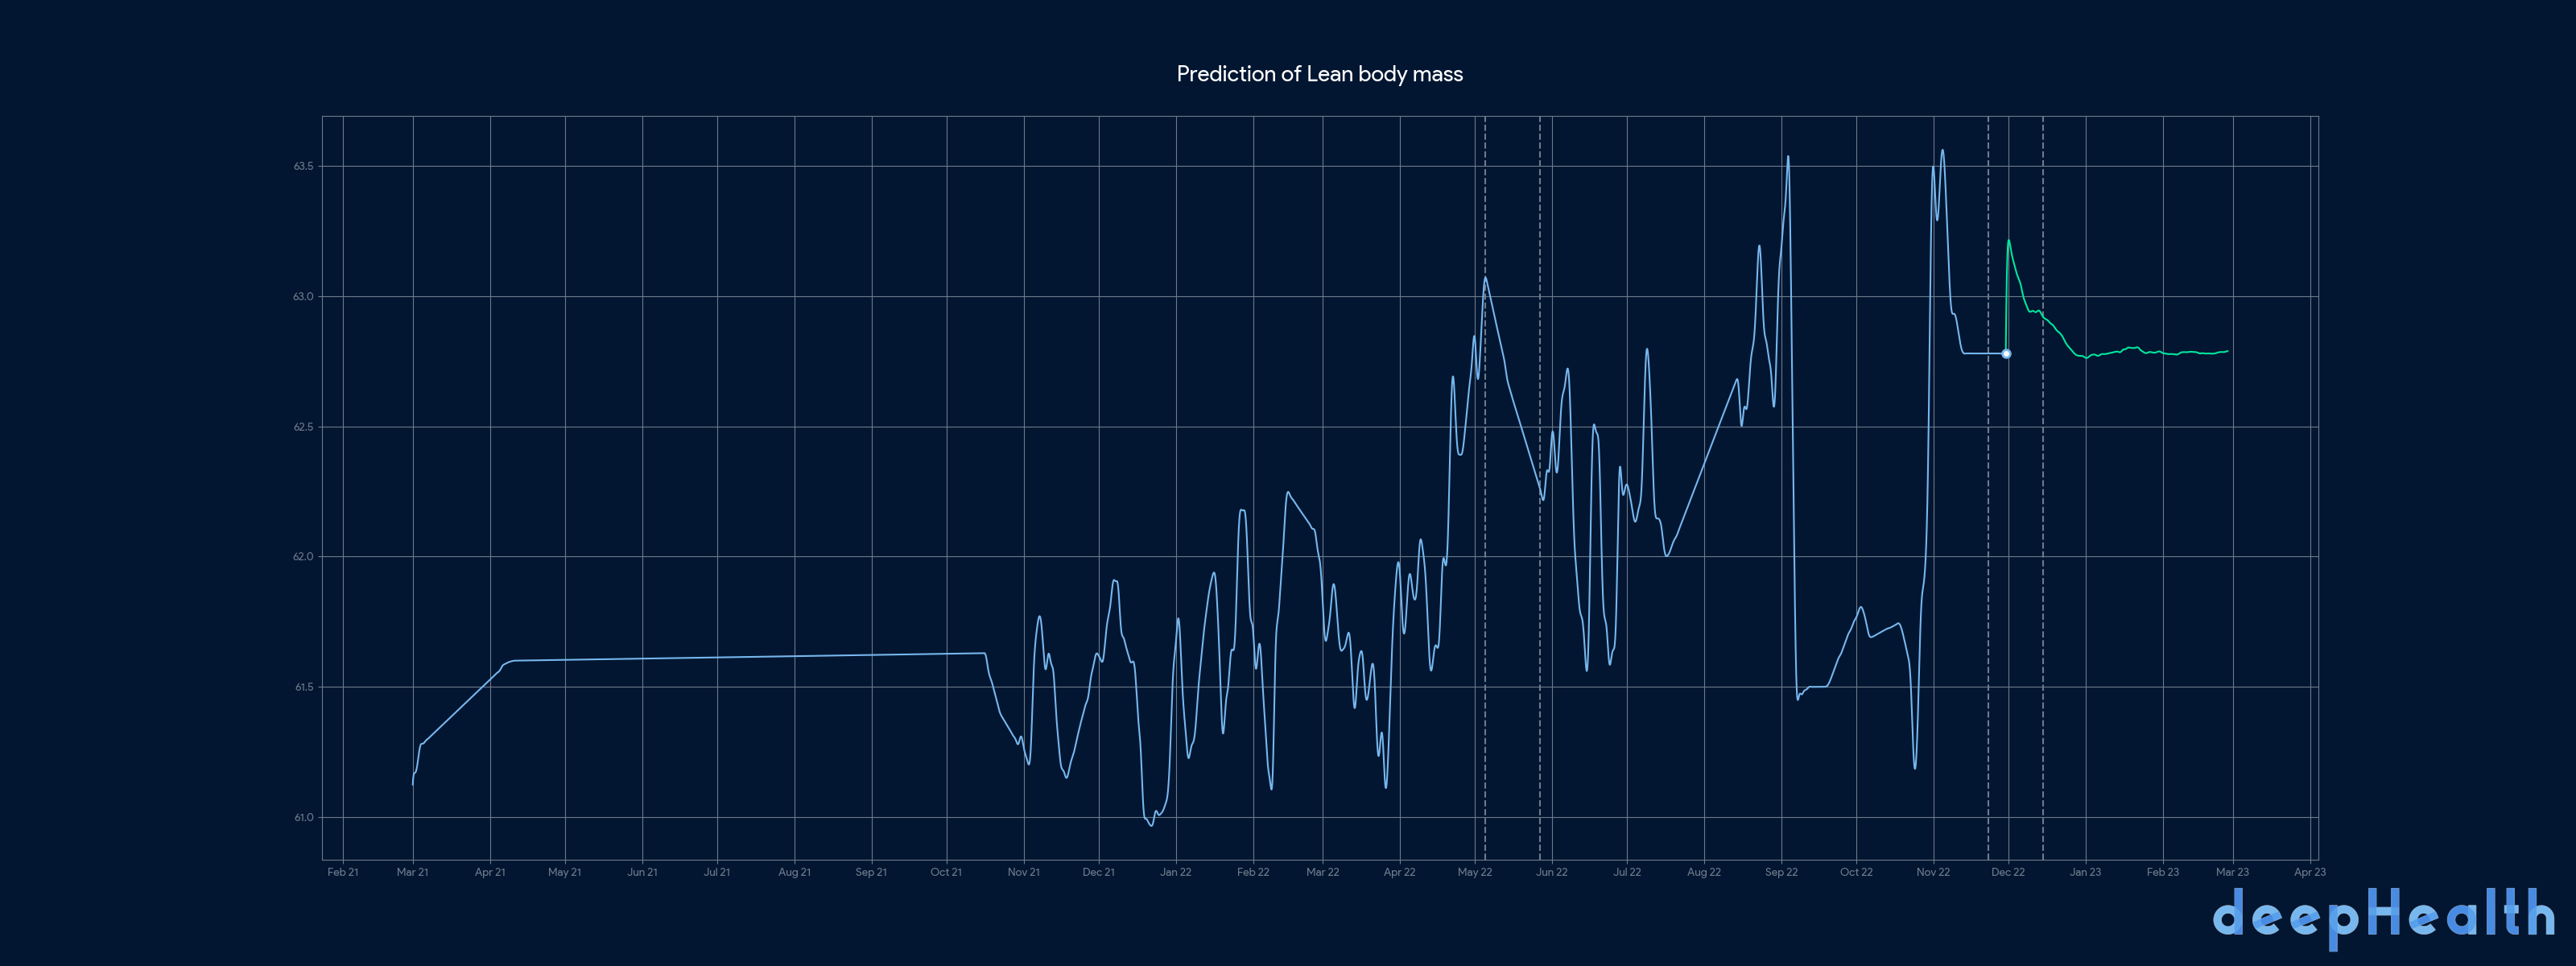 Prediction of Lean body mass
63.5
63.0
62.5
62.0
61.5
61.0
Feb 21 Mar 21 Apr 21 May 21 Jun 21 Jul 21 Aug 21 Sep 21 Oct 21 Nov 21 Dec 21 Jan 22 Feb 22 Mar 22 Apr 22 May 22 Jun 22 Jul 22 Aug 22 Sep 22 Oct 22 Nov 22 Dec 22 Jan 23 Feb 23 Mar 23 Apr 23
deepHealth